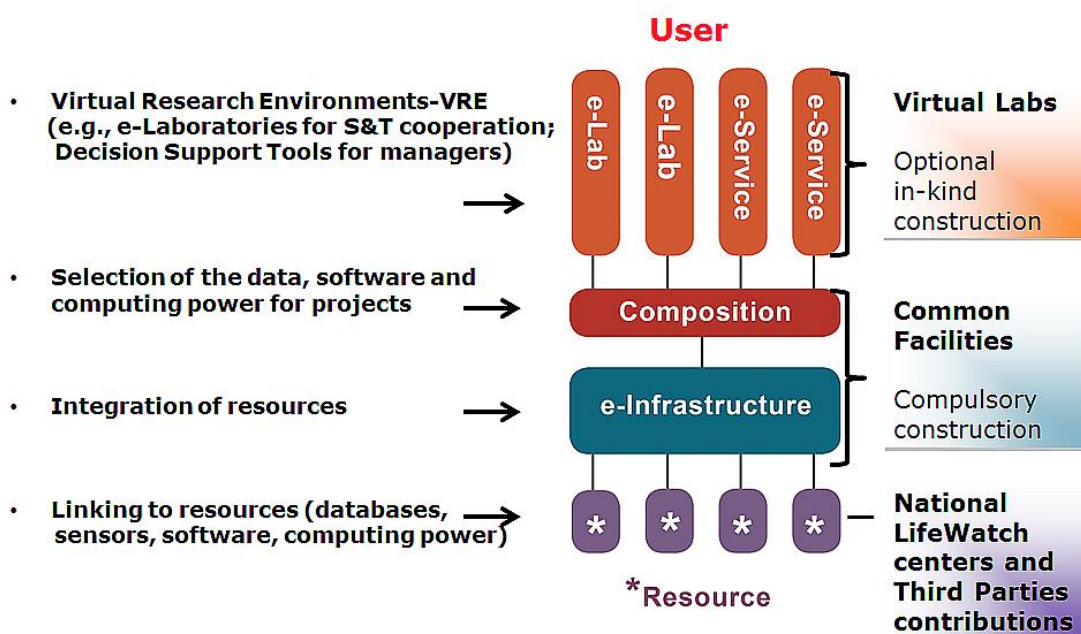 User
• Virtual Research Environments-VRE
(e.g., e-Laboratories for S&T cooperation;
Decision Support Tools for managers)
e-Lab
e-Lab
e-Service
e-Service
Virtual Labs
Optional
in-kind
construction
• Selection of the data, software and
computing power for projects
Composition
Common
Facilities
• Integration of resources
e-Infrastructure
Compulsory
construction
• Linking to resources (databases,
sensors, software, computing power)
*
*
*
*
National
LifeWatch
centers and
Third Parties
contributions
*Resource